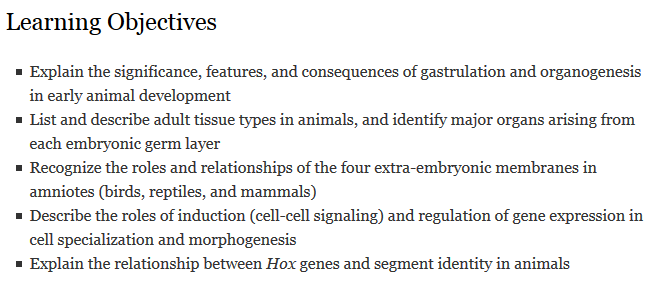 Learning Objectives
▪ Explain the significance, features, and consequences of gastrulation and organogenesis
in early animal development
▪ List and describe adult tissue types in animals, and identify major organs arising from
each embryonic germ layer
▪ Recognize the roles and relationships of the four extra-embryonic membranes in
amniotes (birds, reptiles, and mammals)
▪ Describe the roles of induction (cell-cell signaling) and regulation of gene expression in
cell specialization and morphogenesis
▪ Explain the relationship between Hox genes and segment identity in animals